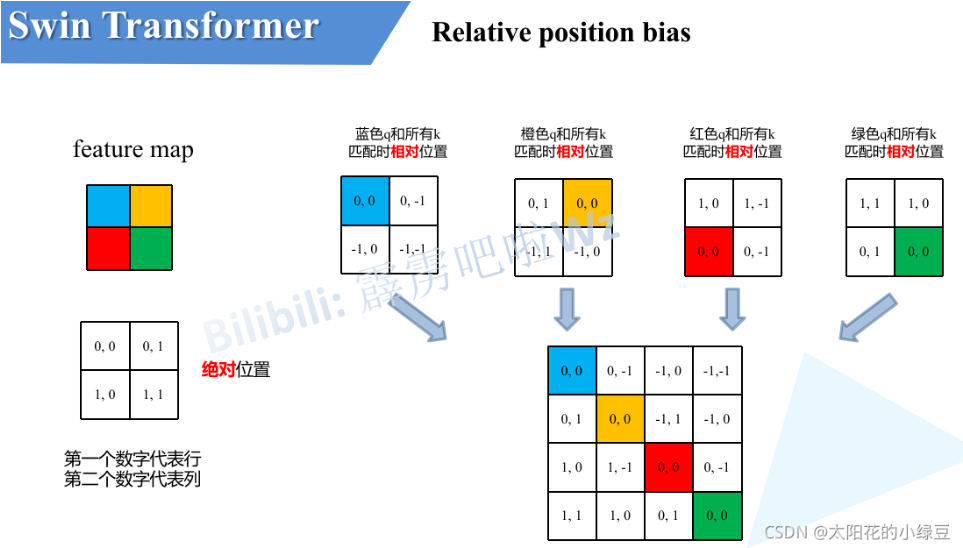 Swin Transformer
Relative position bias
feature map
蓝色q和所有k
匹配时相对位置
橙色q和所有k
匹配时相对位置
红色q和所有k
匹配时相对位置
绿色q和所有k
匹配时相对位置
0, 0 0, -1
-1, 0 -1,-1
0, 1 0, 0
-1, 1 -1, 0
1, 0 1, -1
0, 0 0, -1
1, 1 1, 0
0, 1 0, 0
Bilibili: 霹雳吧啦Wz
0, 0 0, 1
1, 0 1, 1
绝对位置
第一个数字代表行
第二个数字代表列
0, 0 0, -1 -1, 0 -1,-1
0, 1 0, 0 -1, 1 -1, 0
1, 0 1, -1 0, 0 0, -1
1, 1 1, 0 0, 1 0, 0
CSDN @太阳花的小绿豆